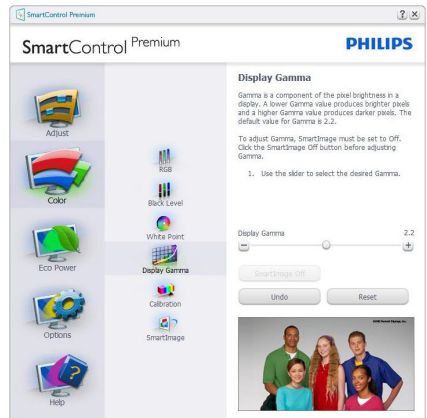 SmartControl Premium
SmartControl Premium
PHILIPS
Adjust
Color
Eco Power
Options
Help
RGB
Black Level
White Point
Display Gamma
Calibration
SmartImage
Display Gamma
Gamma is a component of the pixel brightness in a
display. A lower Gamma value produces brighter pixels
and a higher Gamma value produces darker pixels. The
default value for Gamma is 2.2.
To adjust Gamma, SmartImage must be set to Off.
Click the SmartImage Off button before adjusting
Gamma.
1. Use the slider to select the desired Gamma.
Display Gamma 2.2
SmartImage Off
Undo
Reset